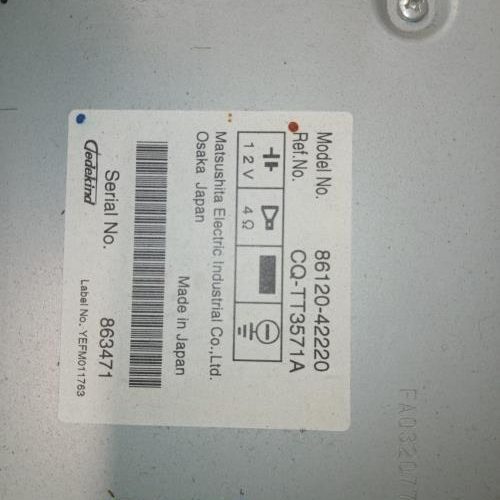 Model No. 86120-42220
Ref.No. CQ-TT3571A
12V 4Ω
Matsushita Electric Industrial Co.,Ltd.
Osaka Japan
Made in Japan
Serial No. 863471
Dedekind
Label No. YEFM011763
FA03207